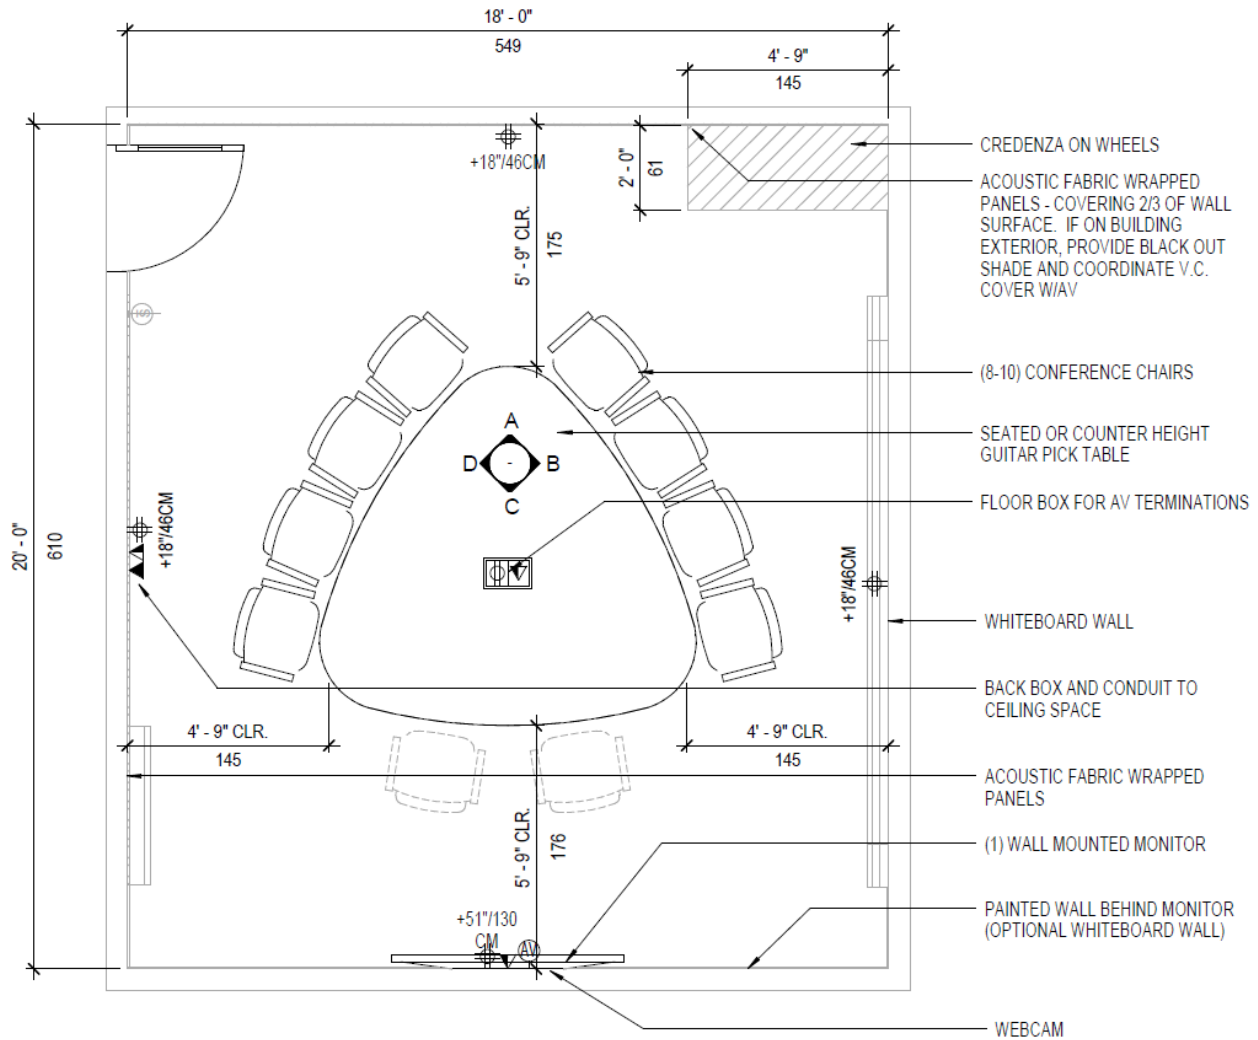 18' - 0"
549
4' - 9"
145
2' - 0"
61
+18"/46CM
5' - 9" CLR.
175
CREDENZA ON WHEELS
ACOUSTIC FABRIC WRAPPED
PANELS - COVERING 2/3 OF WALL
SURFACE. IF ON BUILDING
EXTERIOR, PROVIDE BLACK OUT
SHADE AND COORDINATE V.C.
COVER W/AV
(8-10) CONFERENCE CHAIRS
A
D - B
C
SEATED OR COUNTER HEIGHT
GUITAR PICK TABLE
FLOOR BOX FOR AV TERMINATIONS
20' - 0"
610
+18"/46CM
+18"/46CM
WHITEBOARD WALL
BACK BOX AND CONDUIT TO
CEILING SPACE
4' - 9" CLR.
145
4' - 9" CLR.
145
ACOUSTIC FABRIC WRAPPED
PANELS
5' - 9" CLR.
176
(1) WALL MOUNTED MONITOR
+51"/130
CM
AV
PAINTED WALL BEHIND MONITOR
(OPTIONAL WHITEBOARD WALL)
WEBCAM